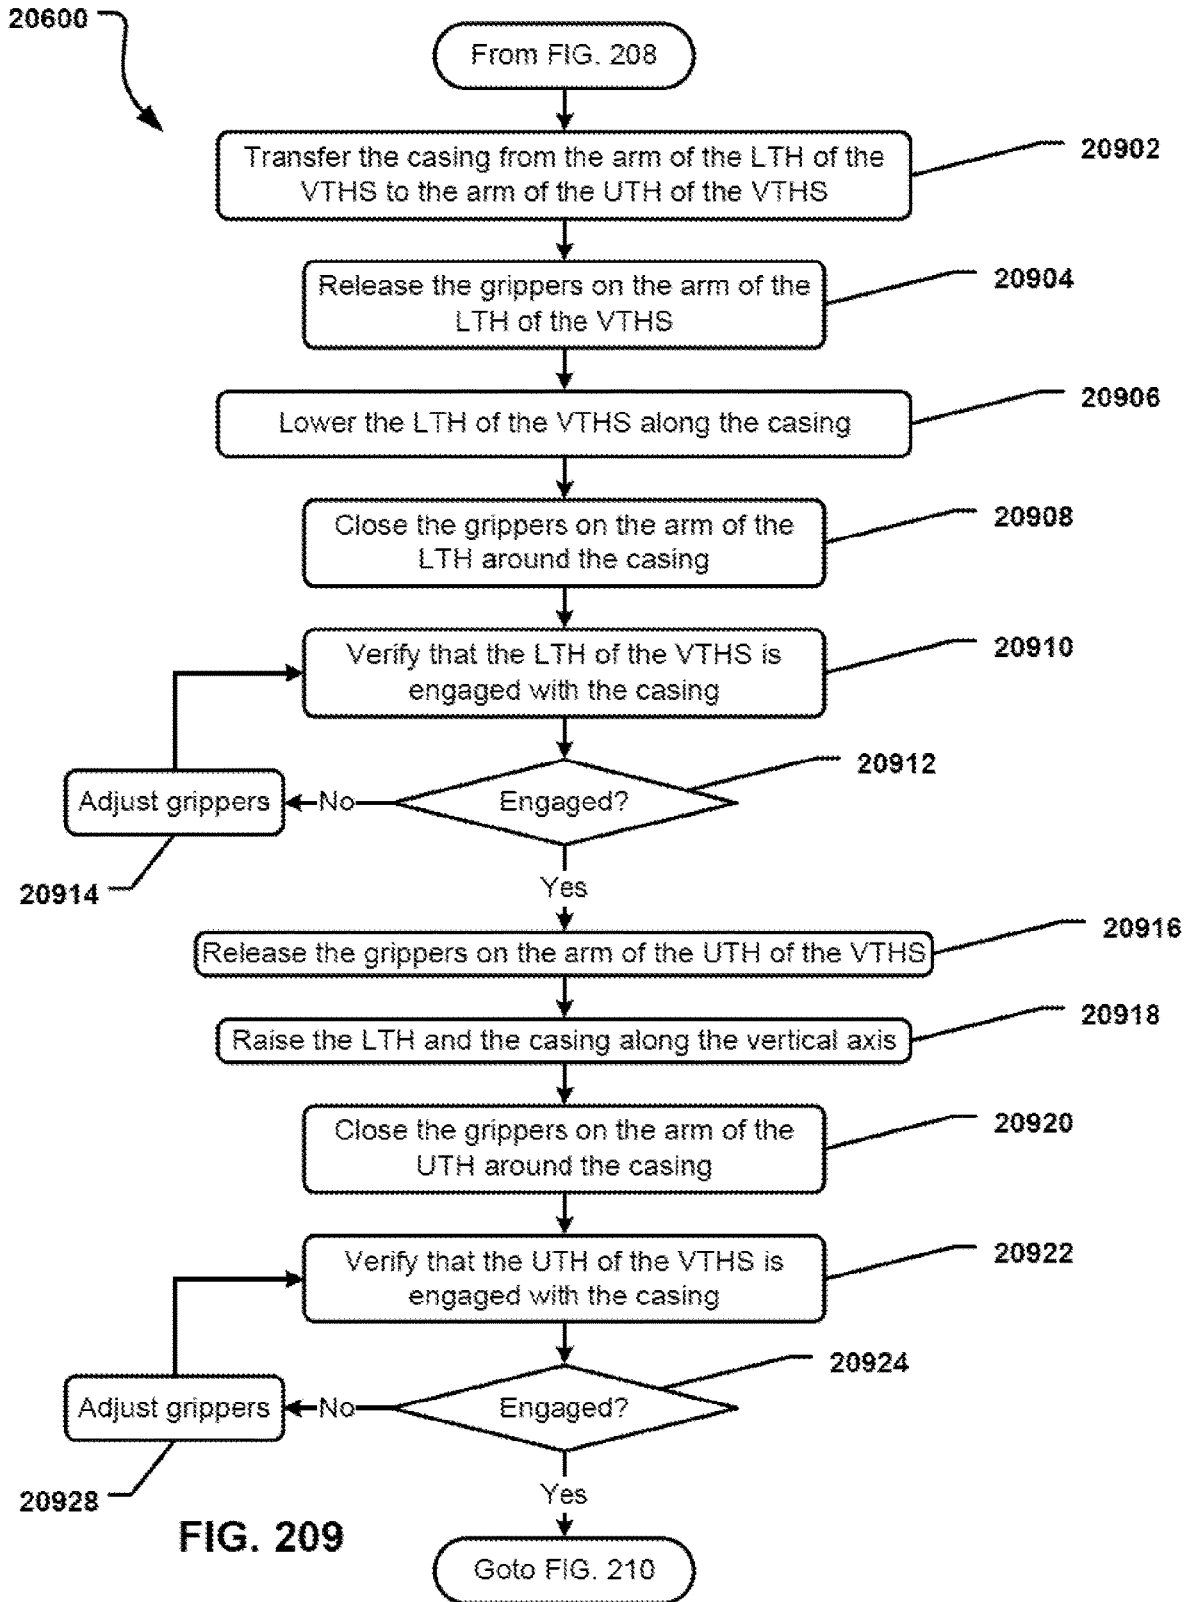 20600
From FIG. 208
Transfer the casing from the arm of the LTH of the
VTHS to the arm of the UTH of the VTHS
20902
Release the grippers on the arm of the
LTH of the VTHS
20904
Lower the LTH of the VTHS along the casing
20906
Close the grippers on the arm of the
LTH around the casing
20908
Verify that the LTH of the VTHS is
engaged with the casing
20910
Engaged?
20912
No
Adjust grippers
20914
Yes
Release the grippers on the arm of the UTH of the VTHS
20916
Raise the LTH and the casing along the vertical axis
20918
Close the grippers on the arm of the
UTH around the casing
20920
Verify that the UTH of the VTHS is
engaged with the casing
20922
Engaged?
20924
No
Adjust grippers
20928
Yes
FIG. 209
Goto FIG. 210